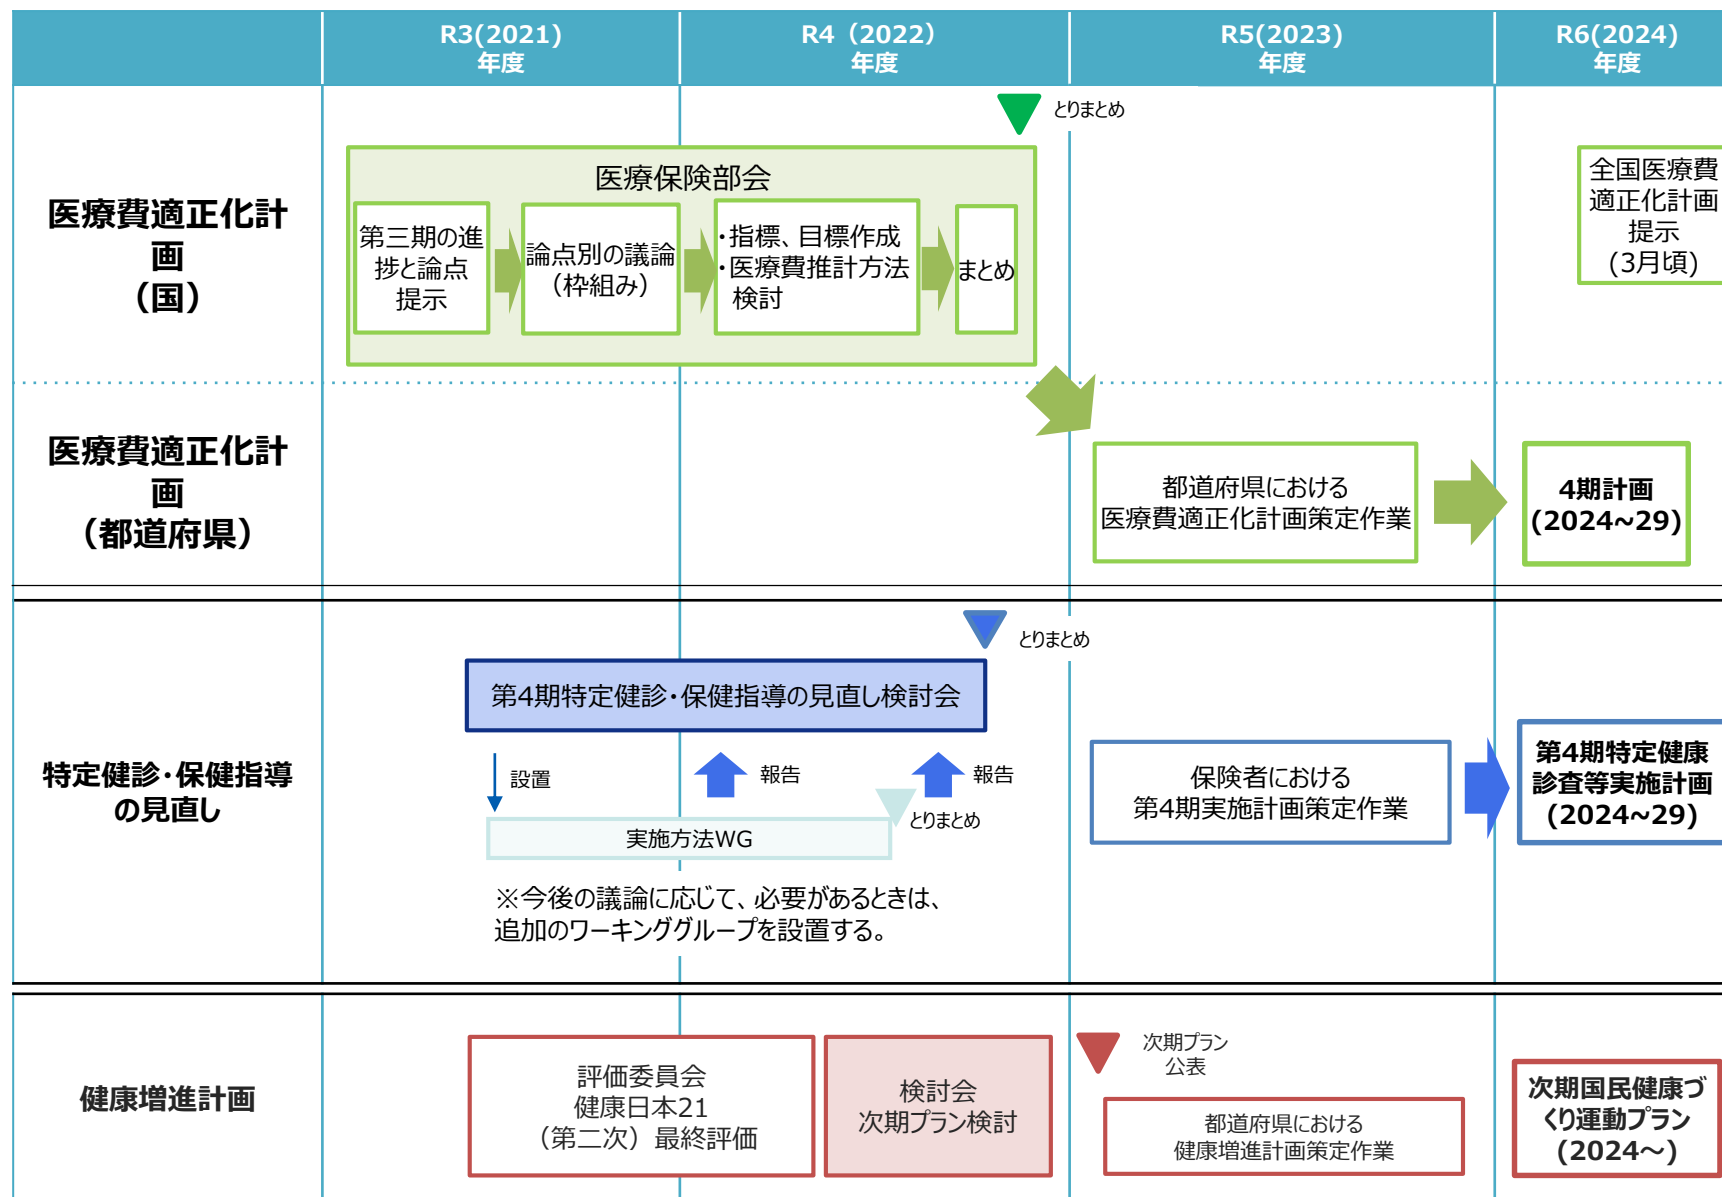 R3(2021)
年度
R4（2022）
年度
R5(2023)
年度
R6(2024)
年度
医療費適正化計
画
（国）
とりまとめ
医療保険部会
第三期の進
捗と論点
提示
論点別の議論
（枠組み）
・指標、目標作成
・医療費推計方法
検討
まとめ
全国医療費
適正化計画
提示
(3月頃)
医療費適正化計
画
（都道府県）
都道府県における
医療費適正化計画策定作業
4期計画
(2024~29)
特定健診・保健指導
の見直し
とりまとめ
第4期特定健診・保健指導の見直し検討会
設置
報告
報告
とりまとめ
実施方法WG
※今後の議論に応じて、必要があるときは、
追加のワーキンググループを設置する。
保険者における
第4期実施計画策定作業
第4期特定健康
診査等実施計画
(2024~29)
健康増進計画
評価委員会
健康日本21
（第二次）最終評価
検討会
次期プラン検討
次期プラン
公表
都道府県における
健康増進計画策定作業
次期国民健康づ
くり運動プラン
(2024～)